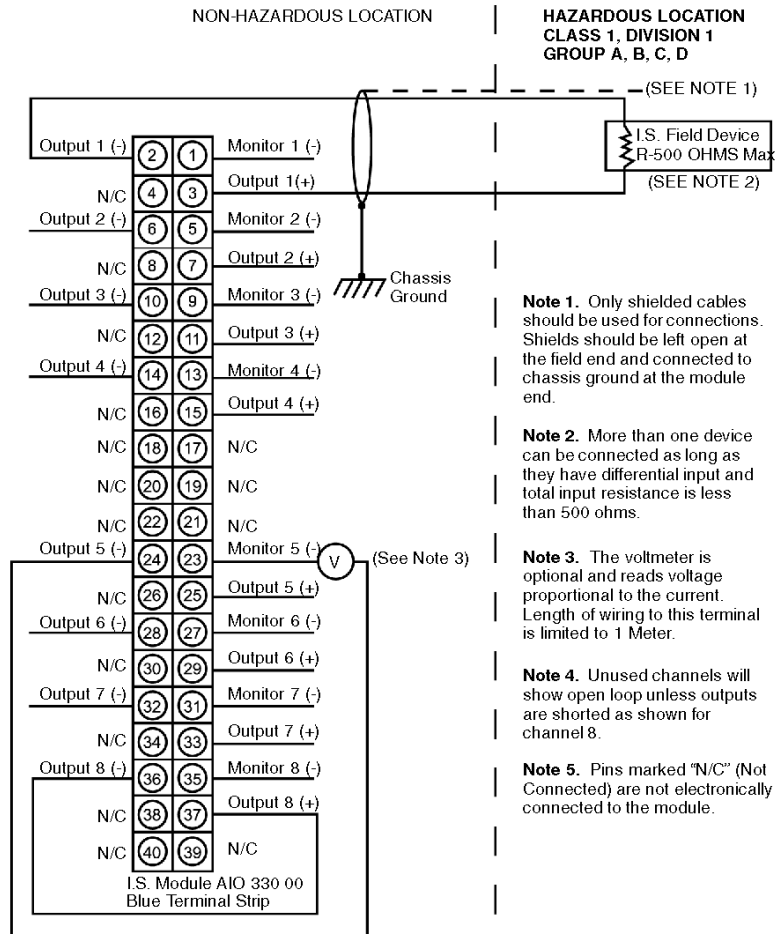 NON-HAZARDOUS LOCATION
HAZARDOUS LOCATION
CLASS 1, DIVISION 1
GROUP A, B, C, D
(SEE NOTE 1)
Output 1 (-) 2 1 Monitor 1 (-)
I.S. Field Device
R-500 OHMS Max
(SEE NOTE 2)
N/C 4 3 Output 1(+)
Output 2 (-) 6 5 Monitor 2 (-)
N/C 8 7 Output 2 (+)
Chassis
Ground
Output 3 (-) 10 9 Monitor 3 (-)
N/C 12 11 Output 3 (+)
Output 4 (-) 14 13 Monitor 4 (-)
N/C 16 15 Output 4 (+)
N/C 18 17 N/C
N/C 20 19 N/C
N/C 22 21 N/C
Output 5 (-) 24 23 Monitor 5 (-) V (See Note 3)
N/C 26 25 Output 5 (+)
Output 6 (-) 28 27 Monitor 6 (-)
N/C 30 29 Output 6 (+)
Output 7 (-) 32 31 Monitor 7 (-)
N/C 34 33 Output 7 (+)
Output 8 (-) 36 35 Monitor 8 (-)
N/C 38 37 Output 8 (+)
N/C 40 39 N/C
I.S. Module AIO 330 00
Blue Terminal Strip
Note 1. Only shielded cables
should be used for connections.
Shields should be left open at
the field end and connected to
chassis ground at the module
end.
Note 2. More than one device
can be connected as long as
they have differential input and
total input resistance is less
than 500 ohms.
Note 3. The voltmeter is
optional and reads voltage
proportional to the current.
Length of wiring to this terminal
is limited to 1 Meter.
Note 4. Unused channels will
show open loop unless outputs
are shorted as shown for
channel 8.
Note 5. Pins marked “N/C” (Not
Connected) are not electronically
connected to the module.